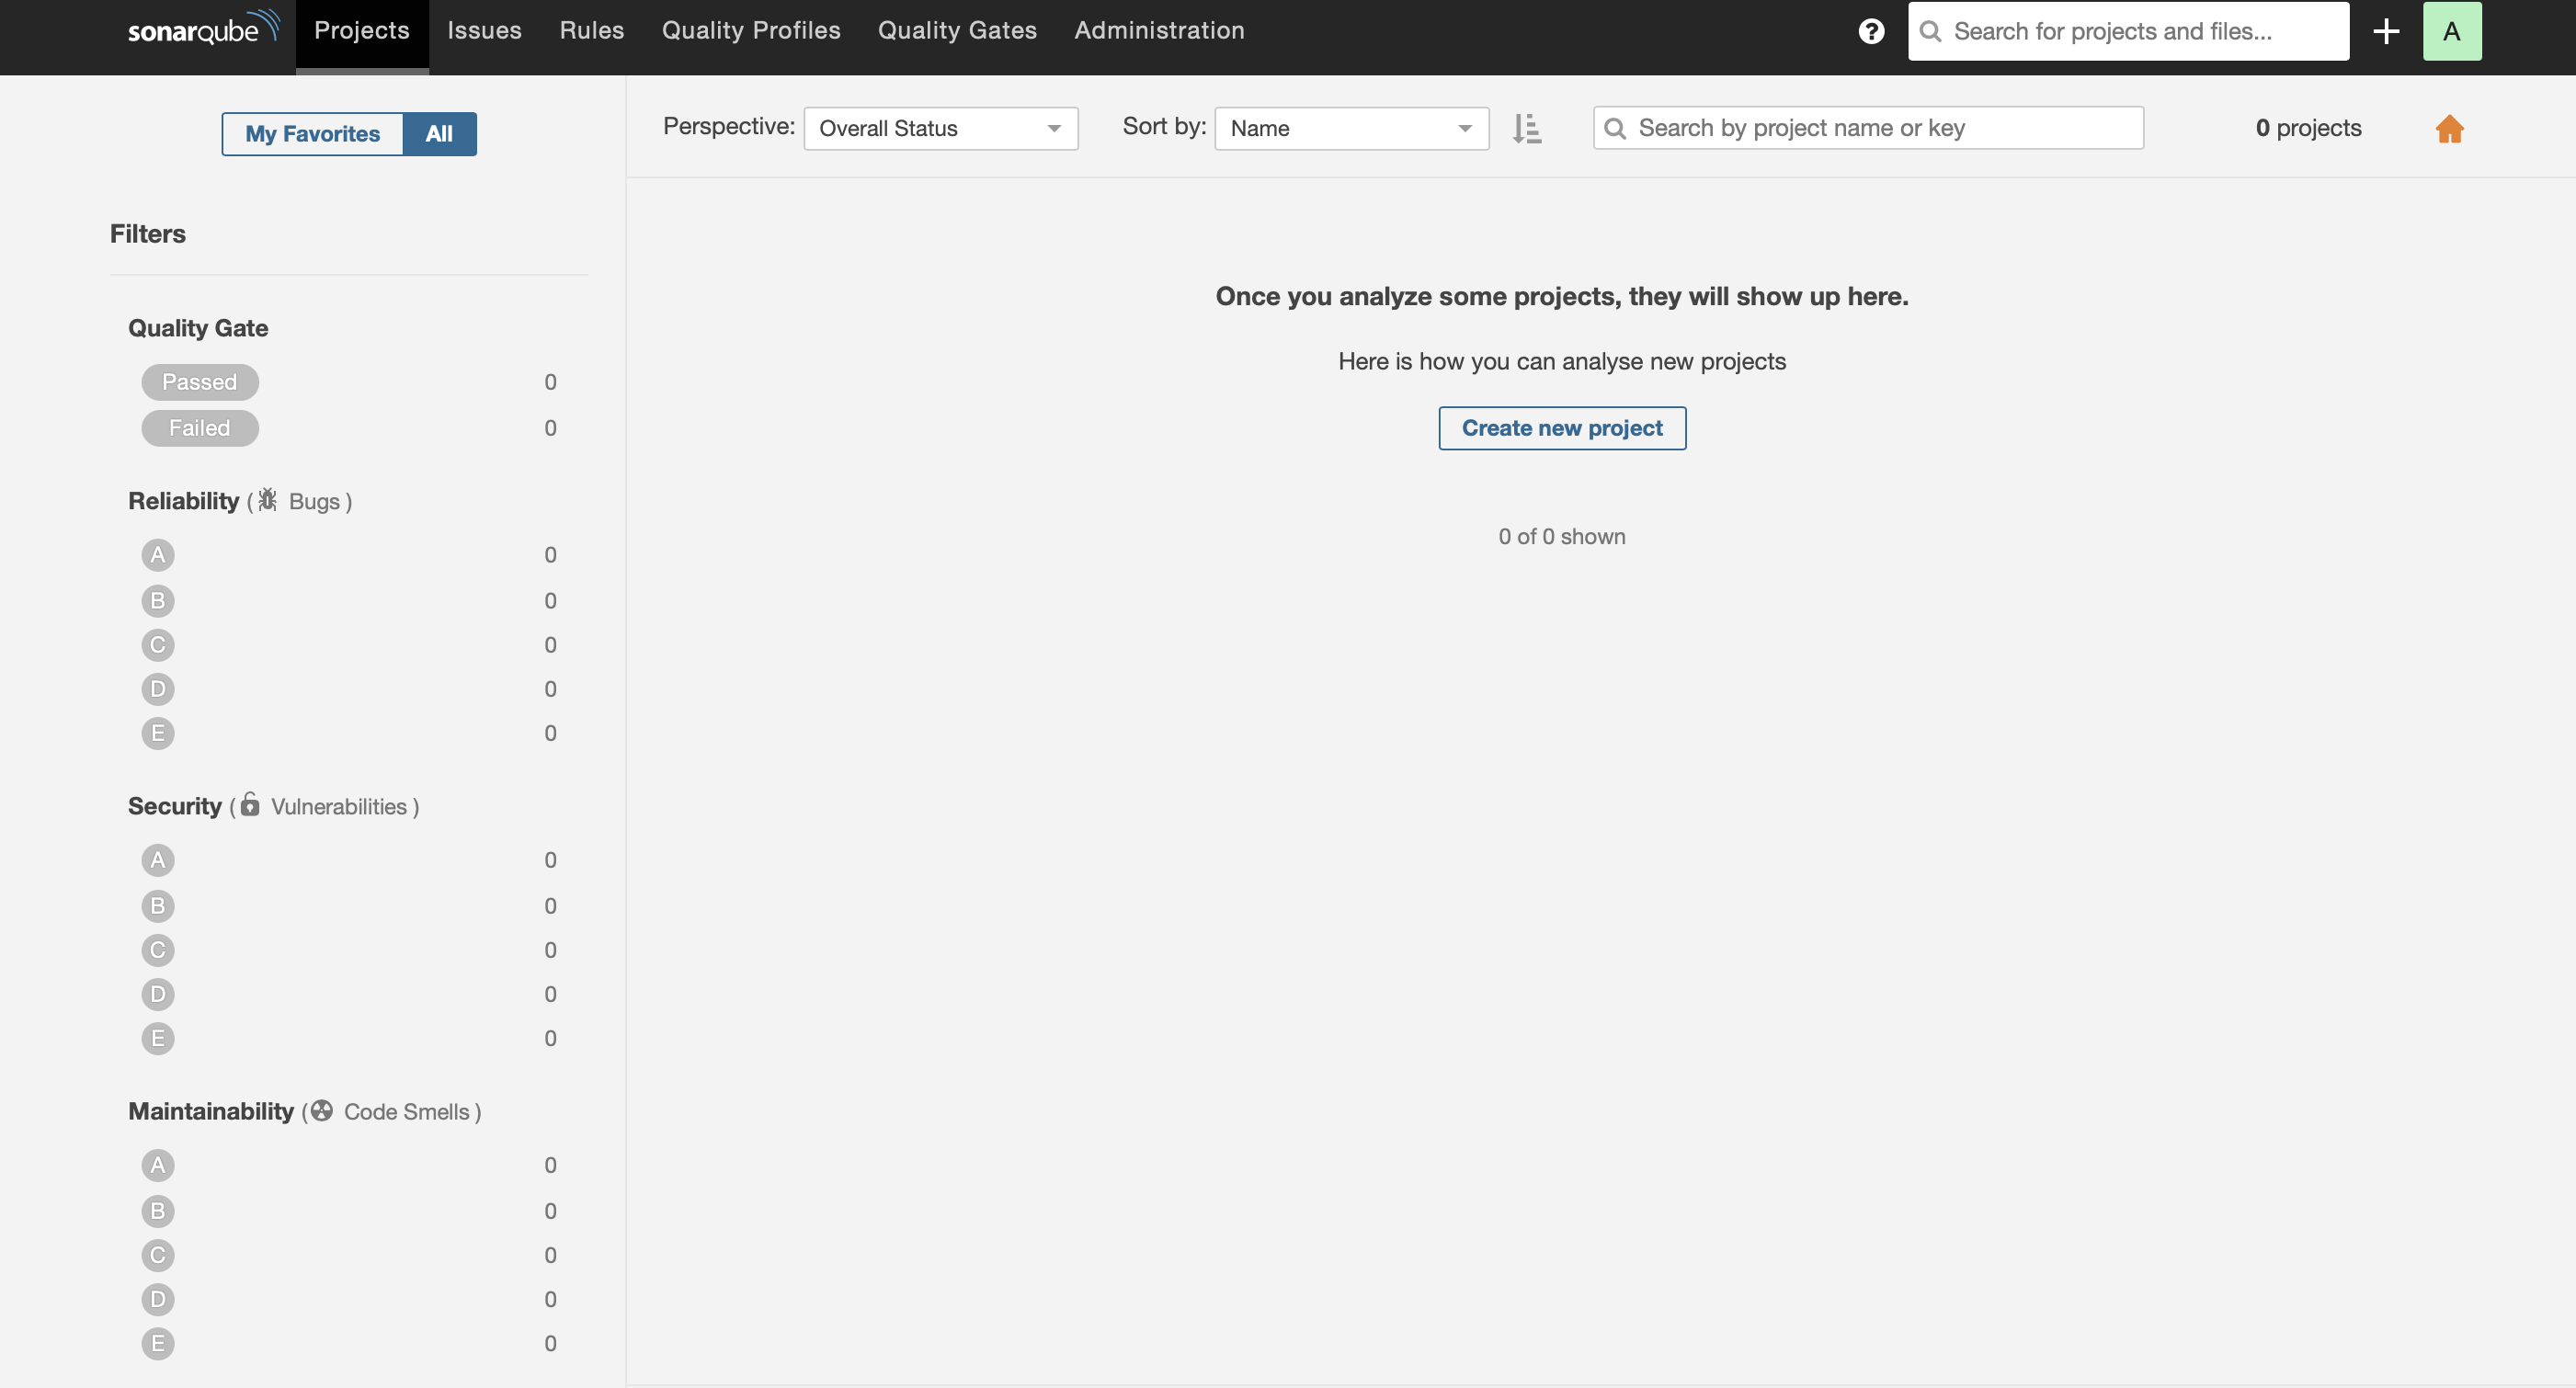 sonarqube Projects Issues Rules Quality Profiles Quality Gates Administration ? Search for projects and files... + A
My Favorites All
Perspective: Overall Status Sort by: Name Search by project name or key 0 projects
Filters
Quality Gate
Passed 0
Failed 0
Reliability ( Bugs )
A 0
B 0
C 0
D 0
E 0
Security ( Vulnerabilities )
A 0
B 0
C 0
D 0
E 0
Maintainability ( Code Smells )
A 0
B 0
C 0
D 0
E 0
Once you analyze some projects, they will show up here.
Here is how you can analyse new projects
Create new project
0 of 0 shown